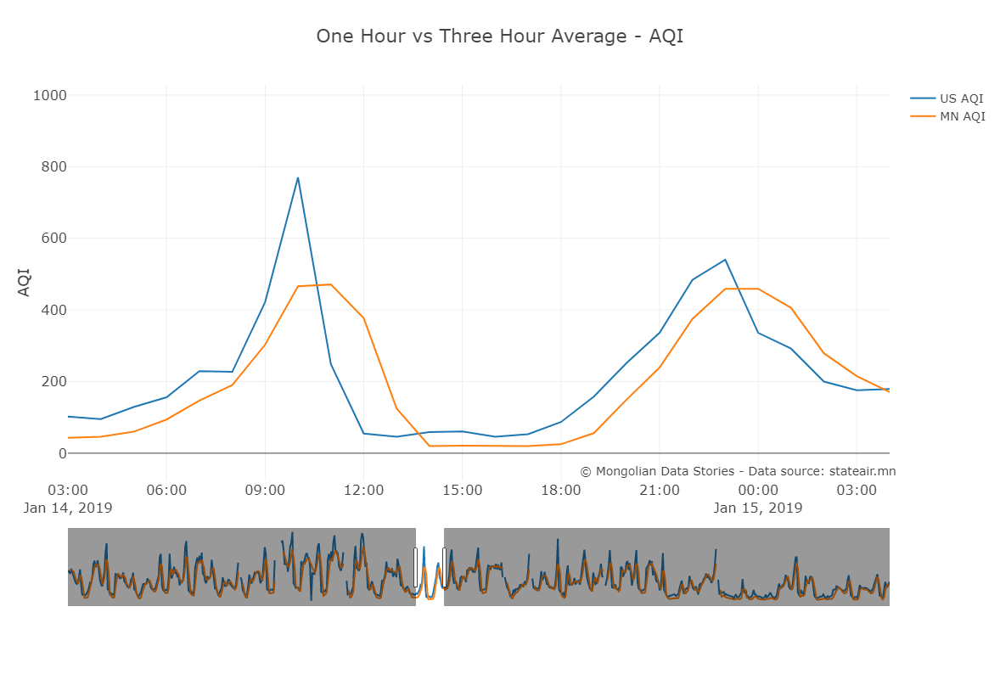 One Hour vs Three Hour Average - AQI
US AQI
MN AQI
1000
800
600
400
200
0
AQI
© Mongolian Data Stories - Data source: stateair.mn
03:00 06:00 09:00 12:00 15:00 18:00 21:00 00:00 03:00
Jan 14, 2019 Jan 15, 2019